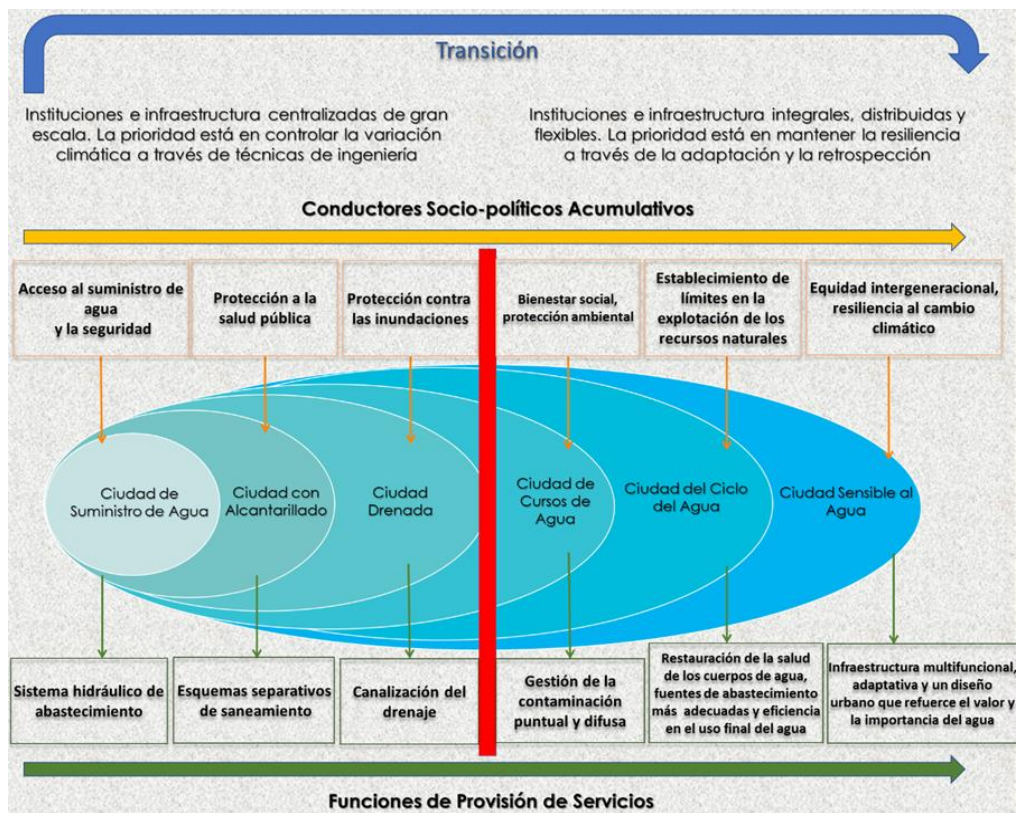 Transición
Instituciones e infraestructura centralizadas de gran
escala. La prioridad está en controlar la variación
climática a través de técnicas de ingeniería
Instituciones e infraestructura integrales, distribuidas y
flexibles. La prioridad está en mantener la resiliencia
a través de la adaptación y la retrospección
Conductores Socio-políticos Acumulativos
Acceso al suministro de
agua
y la seguridad
Protección a la
salud pública
Protección contra
las inundaciones
Bienestar social,
protección ambiental
Establecimiento de
límites en la
explotación de los
recursos naturales
Equidad intergeneracional,
resiliencia al cambio
climático
Ciudad de
Suministro de Agua
Ciudad con
Alcantarillado
Ciudad
Drenada
Ciudad de
Cursos de
Agua
Ciudad del Ciclo
del Agua
Ciudad Sensible al
Agua
Sistema hidráulico de
abastecimiento
Esquemas separativos
de saneamiento
Canalización del
drenaje
Gestión de la
contaminación
puntual y difusa
Restauración de la salud
de los cuerpos de agua,
fuentes de abastecimiento
más adecuadas y eficiencia
en el uso final del agua
Infraestructura multifuncional,
adaptativa y un diseño
urbano que refuerce el valor y
la importancia del agua
Funciones de Provisión de Servicios